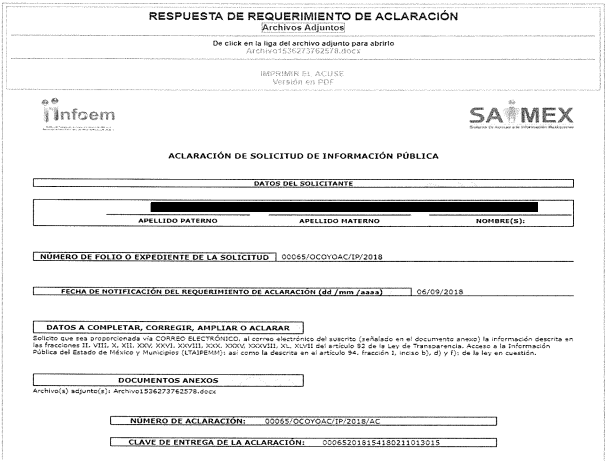 RESPUESTA DE REQUERIMIENTO DE ACLARACIÓN
Archivos Adjuntos
De click en la liga del archivo adjunto para abrirlo
Archivo1536273762578.docx
IMPRIMIR EL ACUSE
Versión en PDF
infoem
SAIMEX
Sistema de Acceso a la Información Mexiquense
ACLARACIÓN DE SOLICITUD DE INFORMACIÓN PÚBLICA
DATOS DEL SOLICITANTE
APELLIDO PATERNO APELLIDO MATERNO NOMBRE(S):
NÚMERO DE FOLIO O EXPEDIENTE DE LA SOLICITUD 00065/OCOYOAC/IP/2018
FECHA DE NOTIFICACIÓN DEL REQUERIMIENTO DE ACLARACIÓN (dd /mm /aaaa) 06/09/2018
DATOS A COMPLETAR, CORREGIR, AMPLIAR O ACLARAR
Solicito que sea proporcionada vía CORREO ELECTRÓNICO, al correo electrónico del suscrito (señalado en el documento anexo) la información descrita en
las fracciones II, VIII, X, XII, XXV, XXVI, XXVIII, XXX, XXXV, XXXVIII, XL, XLVII del artículo 92 de la Ley de Transparencia, Acceso a la Información
Pública del Estado de México y Municipios (LTAIPEMM); así como la descrita en el artículo 94, fracción I, inciso b), d) y f); de la ley en cuestión.
DOCUMENTOS ANEXOS
Archivo(s) adjunto(s): Archivo1536273762578.docx
NÚMERO DE ACLARACIÓN: 00065/OCOYOAC/IP/2018/AC
CLAVE DE ENTREGA DE LA ACLARACIÓN: 000652018154180211013015